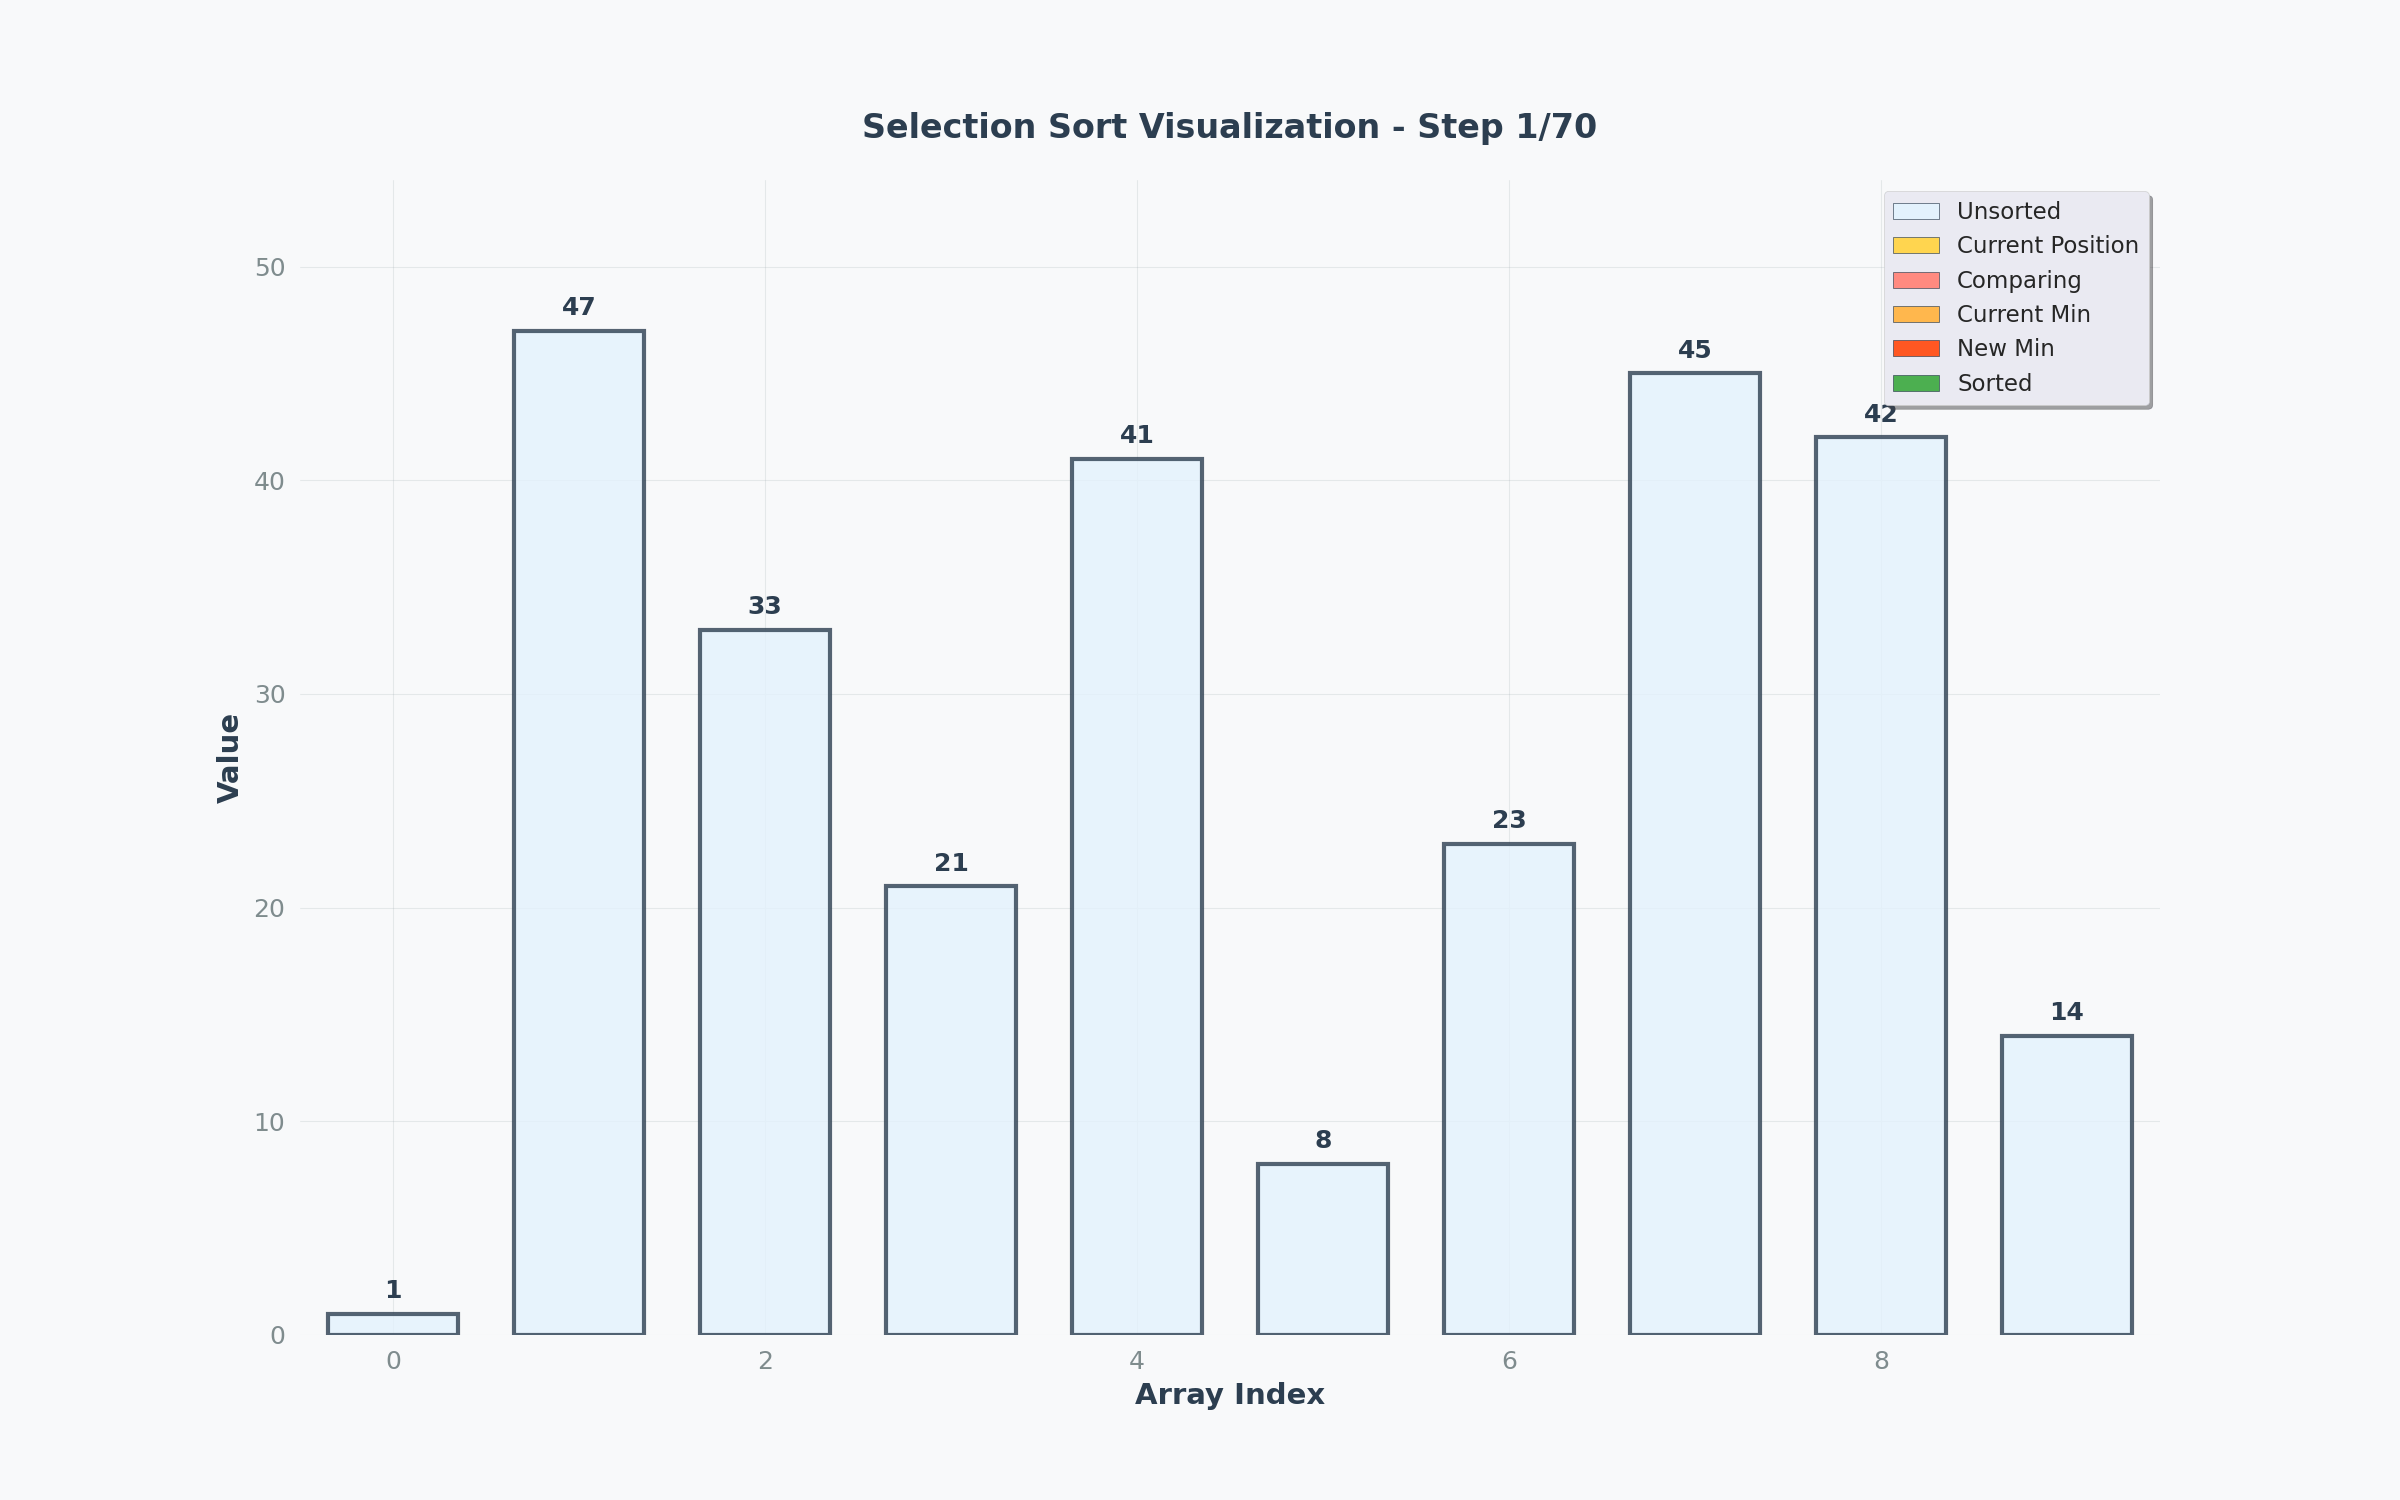 Selection Sort Visualization - Step 1/70
Unsorted
Current Position
Comparing
Current Min
New Min
Sorted
50
40
30
20
10
0
Value
1
47
33
21
41
8
23
45
42
14
0 2 4 6 8
Array Index